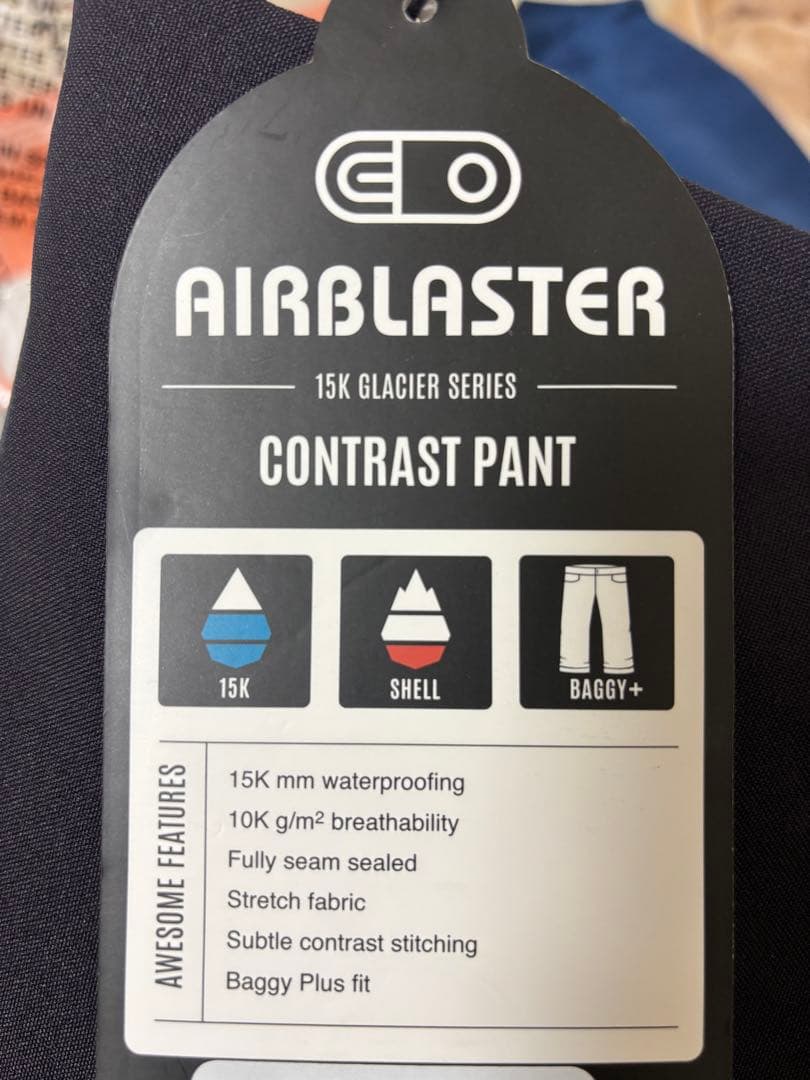 AIRBLASTER
15K GLACIER SERIES
CONTRAST PANT
15K
SHELL
BAGGY+
AWESOME FEATURES
15K mm waterproofing
10K g/m² breathability
Fully seam sealed
Stretch fabric
Subtle contrast stitching
Baggy Plus fit